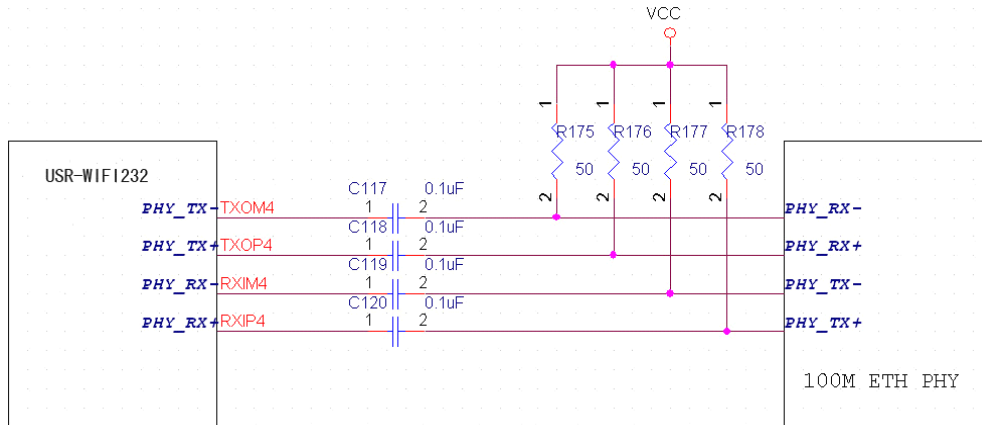 VCC
1 1 1 1
R175 R176 R177 R178
50 50 50 50
2 2 2 2
USR-WIFI232
C117 0.1uF
PHY_TX- TXOM4 1 2 PHY_RX-
C118 0.1uF
PHY_TX+ TXOP4 1 2 PHY_RX+
C119 0.1uF
PHY_RX- RXIM4 1 2 PHY_TX-
C120 0.1uF
PHY_RX+ RXIP4 1 2 PHY_TX+
100M ETH PHY